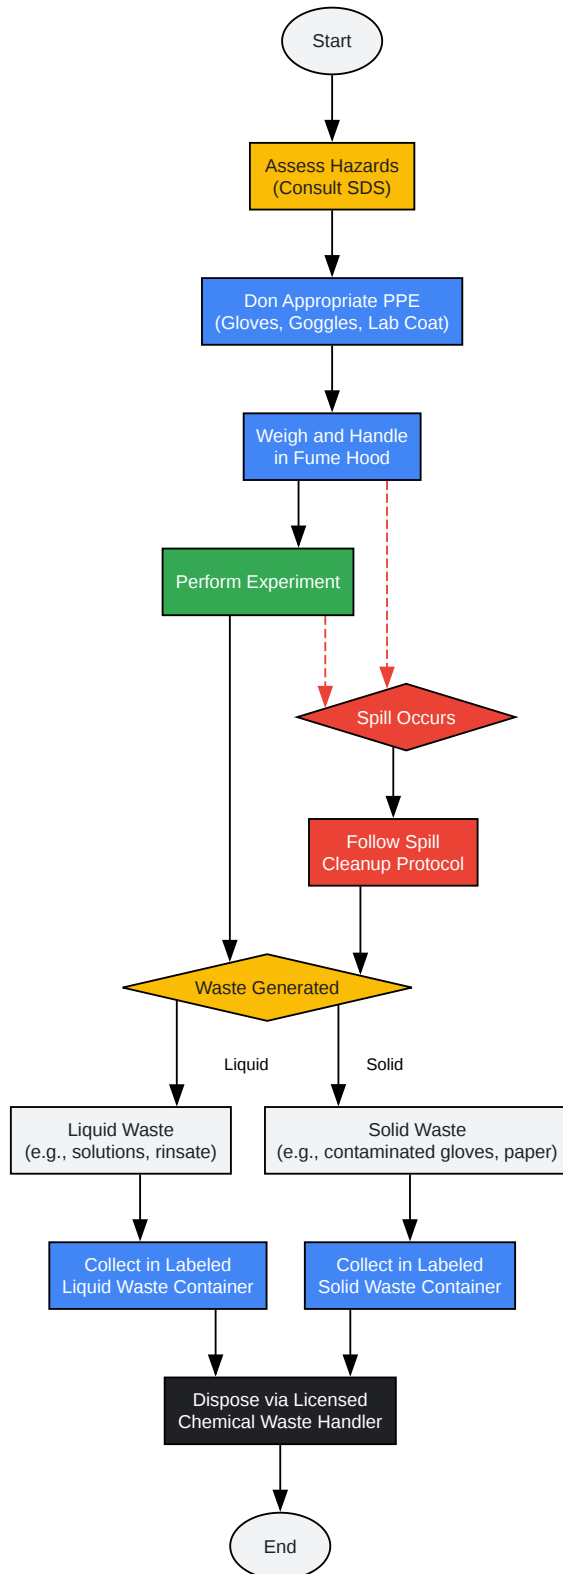 Start
Assess Hazards
(Consult SDS)
Don Appropriate PPE
(Gloves, Goggles, Lab Coat)
Weigh and Handle
in Fume Hood
Perform Experiment
Spill Occurs
Follow Spill
Cleanup Protocol
Waste Generated
Liquid
Solid
Liquid Waste
(e.g., solutions, rinsate)
Solid Waste
(e.g., contaminated gloves, paper)
Collect in Labeled
Liquid Waste Container
Collect in Labeled
Solid Waste Container
Dispose via Licensed
Chemical Waste Handler
End